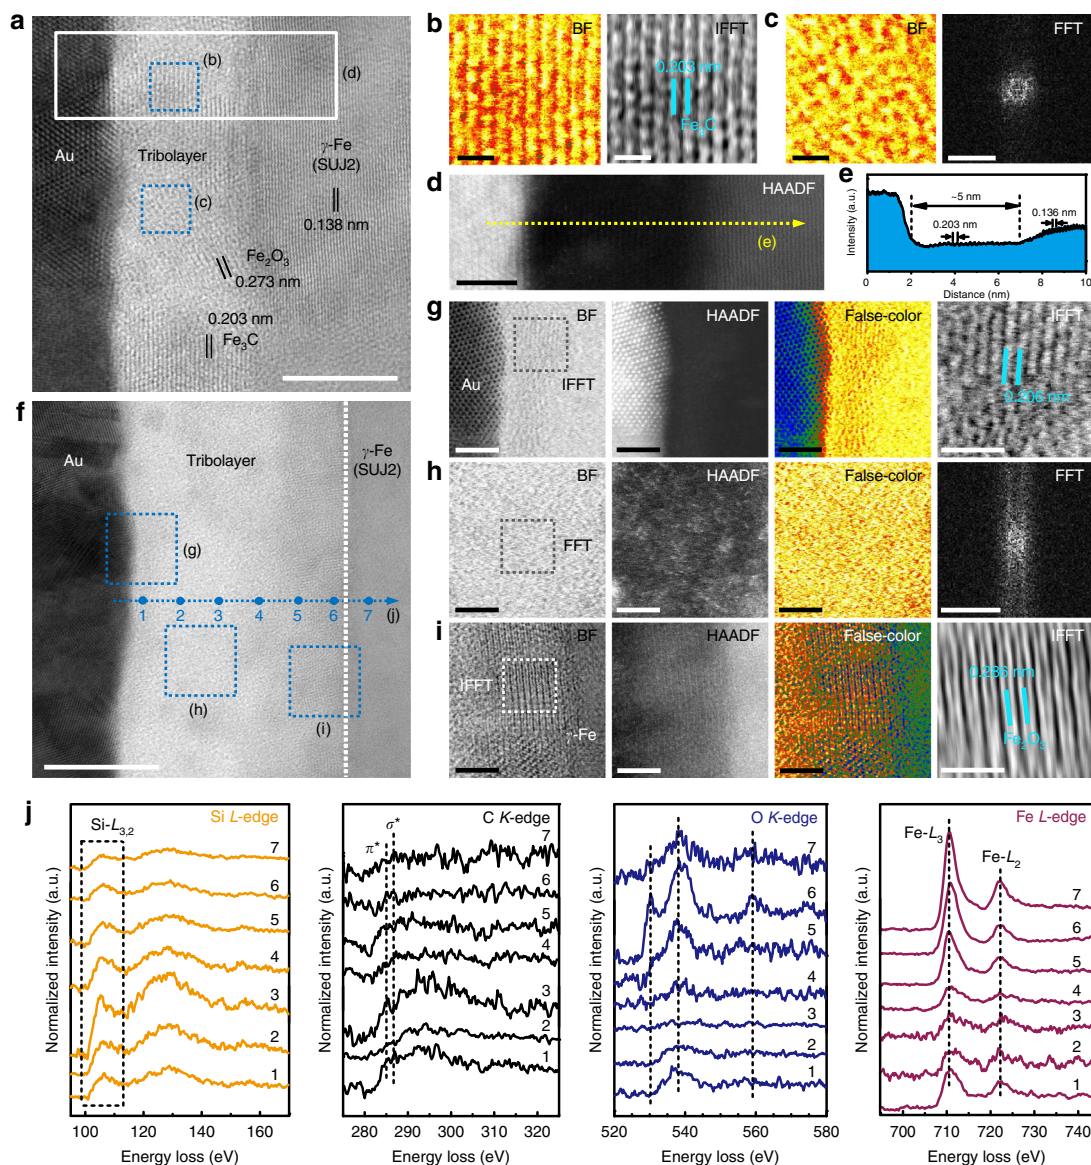 a
(b)
(d)
Au
Tribolayer
γ-Fe
(SUJ2)
(c)
0.138 nm
Fe2O3
0.273 nm
0.203 nm
Fe3C
b
BF
IFFT
0.203 nm
Fe3C
c
BF
FFT
d
HAADF
(e)
e
Intensity (a.u.)
~5 nm
0.203 nm
0.136 nm
0 2 4 6 8 10
Distance (nm)
f
Au
Tribolayer
γ-Fe
(SUJ2)
(g)
1 2 3 4 5 6 7 (j)
(h)
(i)
g
BF
HAADF
False-color
IFFT
Au
IFFT
0.206 nm
h
BF
HAADF
False-color
FFT
FFT
i
BF
HAADF
False-color
IFFT
IFFT
γ-Fe
0.286 nm
Fe2O3
j
Si L-edge
Si-L3,2
7
6
5
4
3
2
1
Normalized intensity (a.u.)
100 120 140 160
Energy loss (eV)
C K-edge
σ*
π*
7
6
5
4
3
2
1
Normalized intensity (a.u.)
280 290 300 310 320
Energy loss (eV)
O K-edge
7
6
5
4
3
2
1
Normalized intensity (a.u.)
520 540 560 580
Energy loss (eV)
Fe L-edge
Fe-L3
Fe-L2
7
6
5
4
3
2
1
Normalized intensity (a.u.)
700 710 720 730 740
Energy loss (eV)